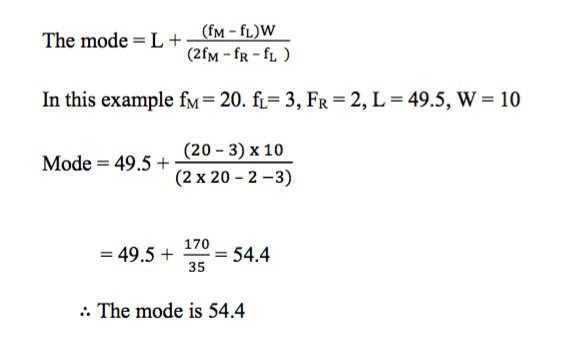 The mode = L + (fM – fL)W / (2fM – fR – fL )
In this example fM = 20. fL= 3, FR = 2, L = 49.5, W = 10
Mode = 49.5 + (20 – 3) x 10 / (2 x 20 – 2 –3)
= 49.5 + 170 / 35 = 54.4
∴ The mode is 54.4